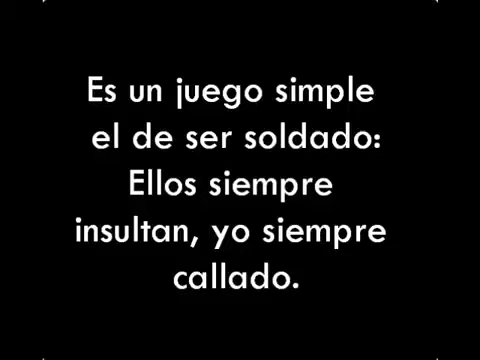 Es un juego simple
el de ser soldado:
Ellos siempre
insultan, yo siempre
callado.